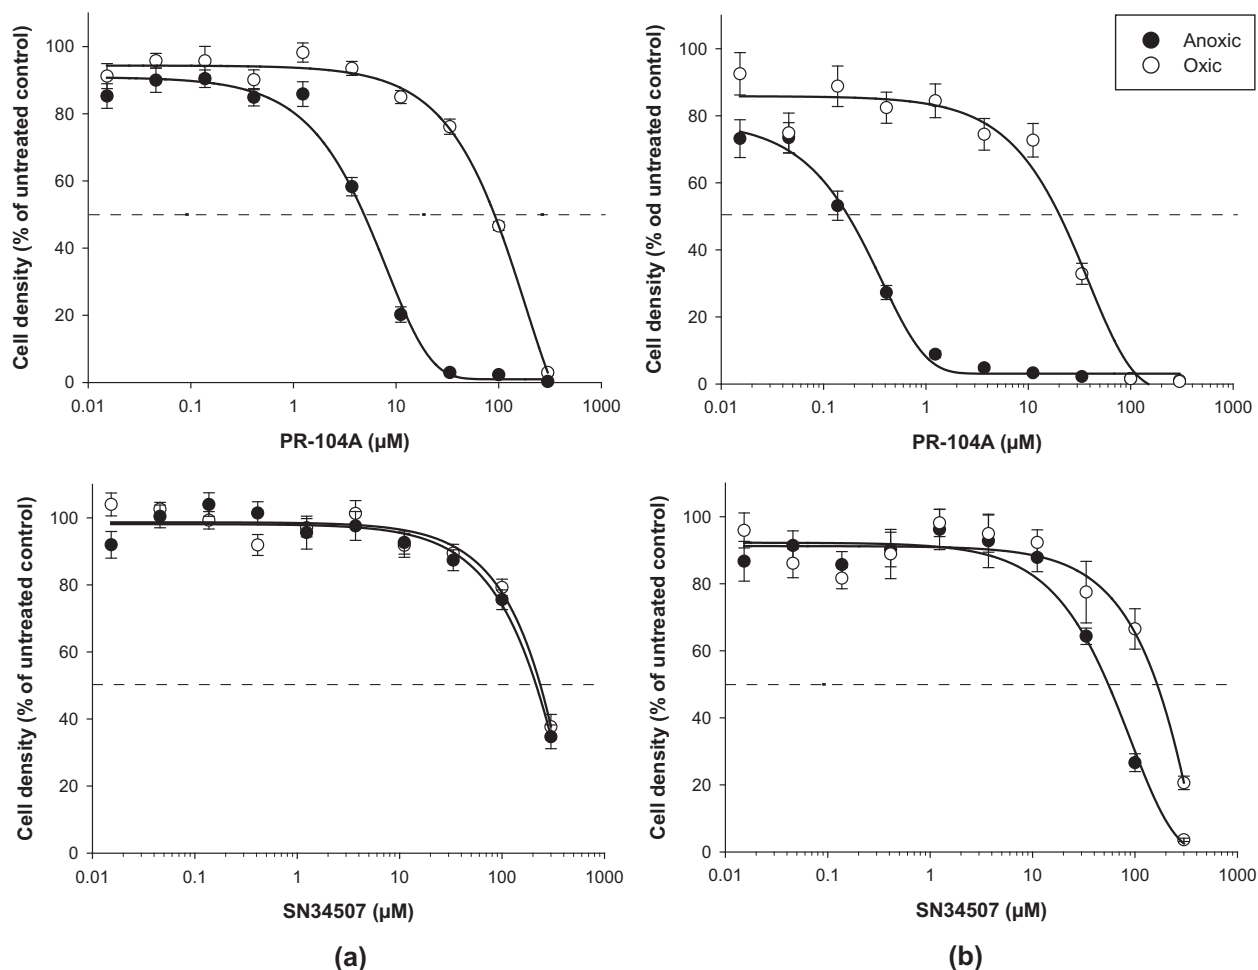 Cell density (% of untreated control)
100
80
60
40
20
0
0.01 0.1 1 10 100 1000
PR-104A (µM)
Cell density (% od untreated control)
100
80
60
40
20
0
0.01 0.1 1 10 100 1000
PR-104A (µM)
Anoxic
Oxic
Cell density (% of untreated control)
100
80
60
40
20
0
0.01 0.1 1 10 100 1000
SN34507 (µM)
(a)
Cell density (% of untreated control)
100
80
60
40
20
0
0.01 0.1 1 10 100 1000
SN34507 (µM)
(b)